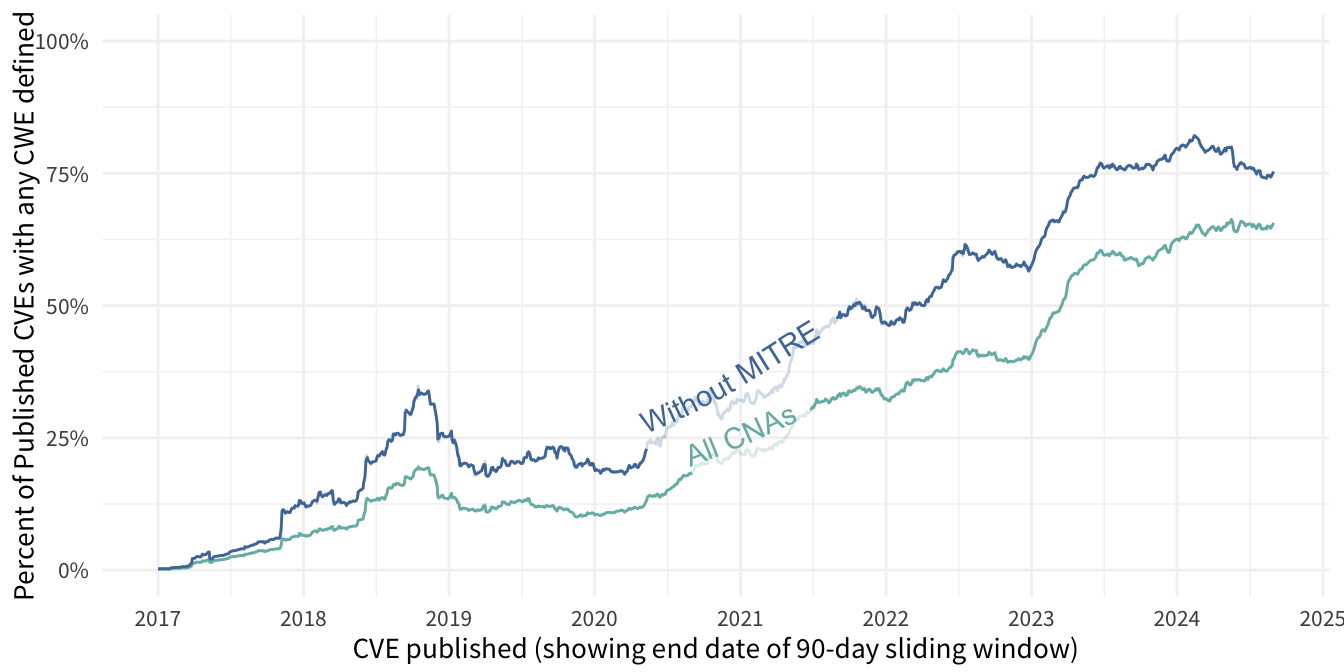 Percent of Published CVEs with any CWE defined
100%
75%
50%
25%
0%
Without MITRE
All CNAs
2017 2018 2019 2020 2021 2022 2023 2024 2025
CVE published (showing end date of 90-day sliding window)